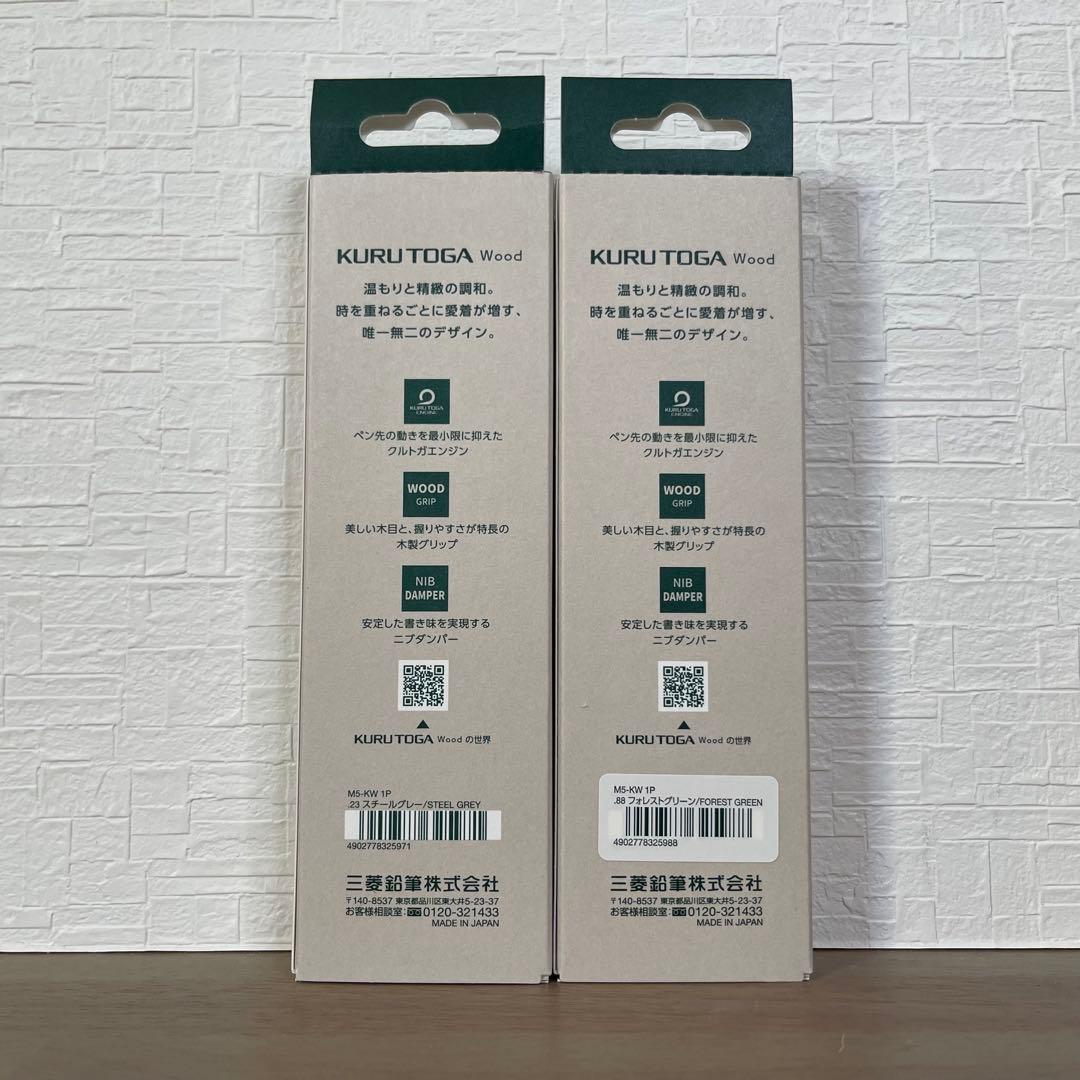 KURU TOGA Wood
温もりと精緻の調和。
時を重ねるごとに愛着が増す、
唯一無二のデザイン。
KURU TOGA
ENGINE
ペン先の動きを最小限に抑えた
クルトガエンジン
WOOD
GRIP
美しい木目と、握りやすさが特長の
木製グリップ
NIB
DAMPER
安定した書き味を実現する
ニブダンパー
KURU TOGA Wood の世界
M5-KW 1P
.23 スチールグレー/STEEL GREY
4902778325971
三菱鉛筆株式会社
〒140-8537 東京都品川区東大井5-23-37
お客様相談室:0120-321433
MADE IN JAPAN
KURU TOGA Wood
温もりと精緻の調和。
時を重ねるごとに愛着が増す、
唯一無二のデザイン。
KURU TOGA
ENGINE
ペン先の動きを最小限に抑えた
クルトガエンジン
WOOD
GRIP
美しい木目と、握りやすさが特長の
木製グリップ
NIB
DAMPER
安定した書き味を実現する
ニブダンパー
KURU TOGA Wood の世界
M5-KW 1P
.88 フォレストグリーン/FOREST GREEN
4902778325988
三菱鉛筆株式会社
〒140-8537 東京都品川区東大井5-23-37
お客様相談室:0120-321433
MADE IN JAPAN